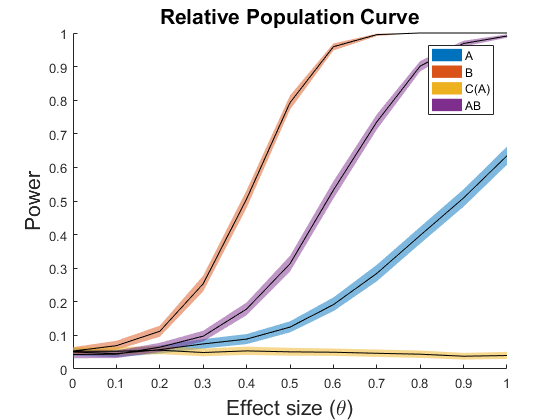 Relative Population Curve
1
0.9
0.8
0.7
0.6
0.5
0.4
0.3
0.2
0.1
0
Power
A
B
C(A)
AB
0 0.1 0.2 0.3 0.4 0.5 0.6 0.7 0.8 0.9 1
Effect size (θ)